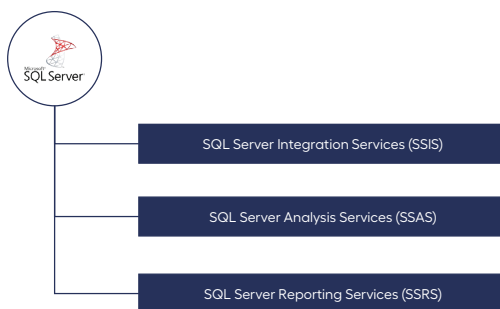 Microsoft
SQL Server
SQL Server Integration Services (SSIS)
SQL Server Analysis Services (SSAS)
SQL Server Reporting Services (SSRS)